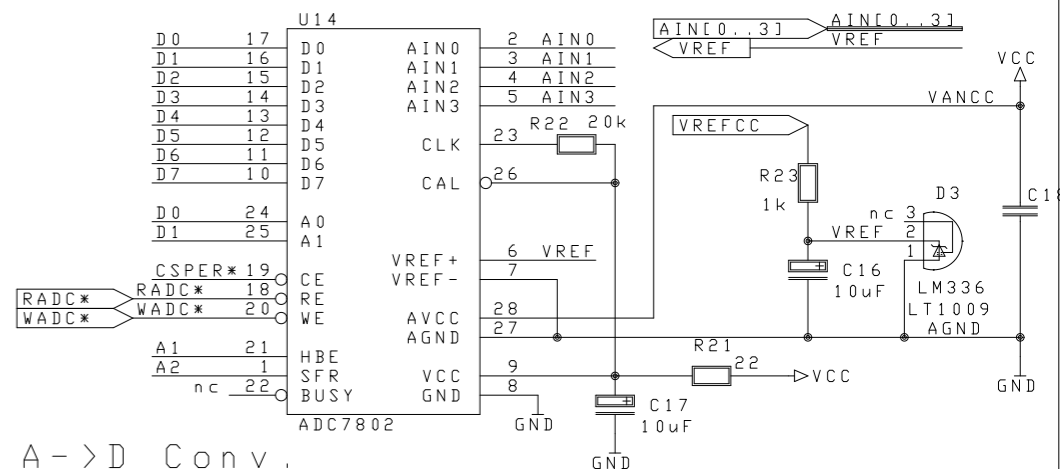 U14
D0 17 D0 AIN0 2 AIN0
D1 16 D1 AIN1 3 AIN1
D2 15 D2 AIN2 4 AIN2
D3 14 D3 AIN3 5 AIN3
D4 13 D4
D5 12 D5 CLK 23 R22 20k
D6 11 D6
D7 10 D7 CAL 26
D0 24 A0
D1 25 A1
VREF+ 6 VREF
CSPER* 19 CE VREF- 7
RADC* RADC* 18 RE
WADC* WADC* 20 WE AVCC 28
AGND 27
A1 21 HBE
A2 1 SFR VCC 9
nc 22 BUSY GND 8
ADC7802
AIN[0..3] AIN[0..3]
VREF VREF
VCC
VANCC
VREFCC
R23
1k
D3
nc 3
VREF 2
1
C18
C16
10uF
LM336
LT1009
AGND
R21
22
VCC
GND
GND
C17
10uF
GND
A->D Conv.